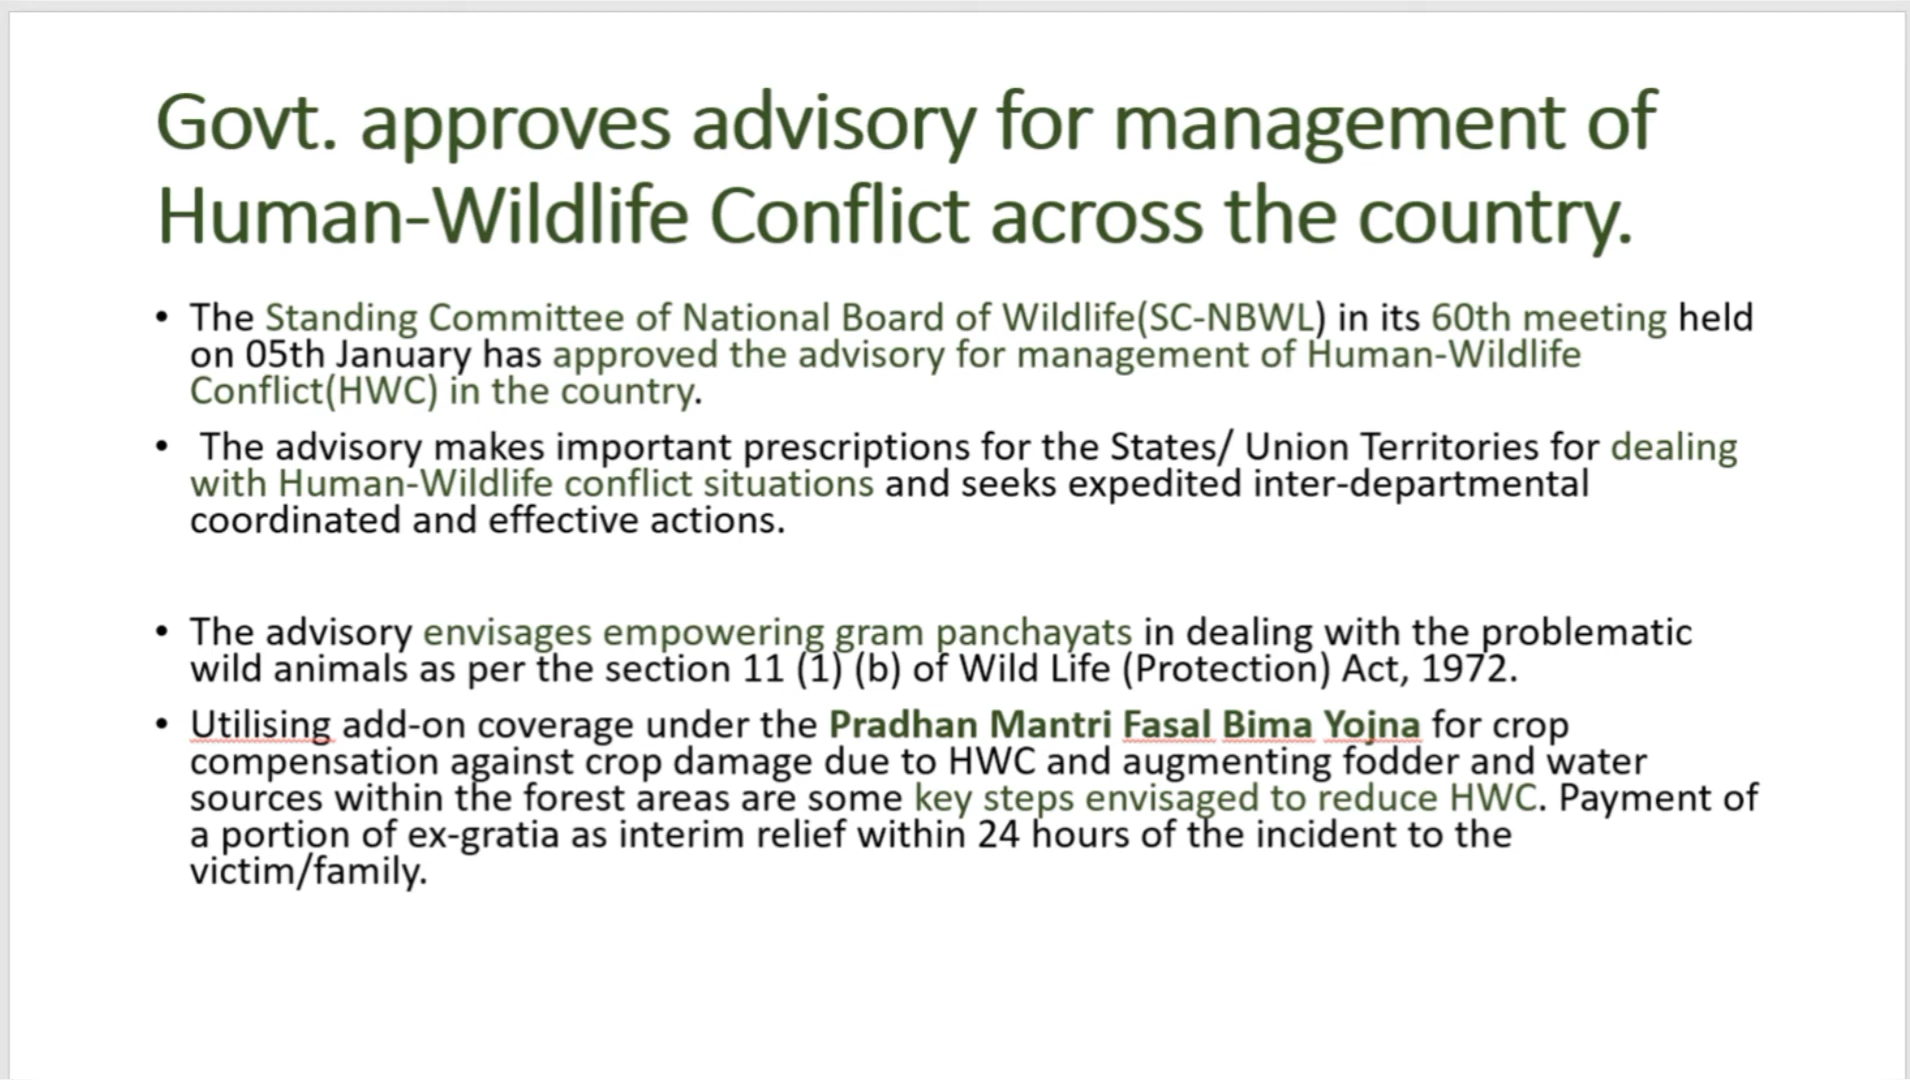 Govt. approves advisory for management of
Human-Wildlife Conflict across the country.
• The Standing Committee of National Board of Wildlife(SC-NBWL) in its 60th meeting held
on 05th January has approved the advisory for management of Human-Wildlife
Conflict(HWC) in the country.
• The advisory makes important prescriptions for the States/ Union Territories for dealing
with Human-Wildlife conflict situations and seeks expedited inter-departmental
coordinated and effective actions.
• The advisory envisages empowering gram panchayats in dealing with the problematic
wild animals as per the section 11 (1) (b) of Wild Life (Protection) Act, 1972.
• Utilising add-on coverage under the Pradhan Mantri Fasal Bima Yojna for crop
compensation against crop damage due to HWC and augmenting fodder and water
sources within the forest areas are some key steps envisaged to reduce HWC. Payment of
a portion of ex-gratia as interim relief within 24 hours of the incident to the
victim/family.